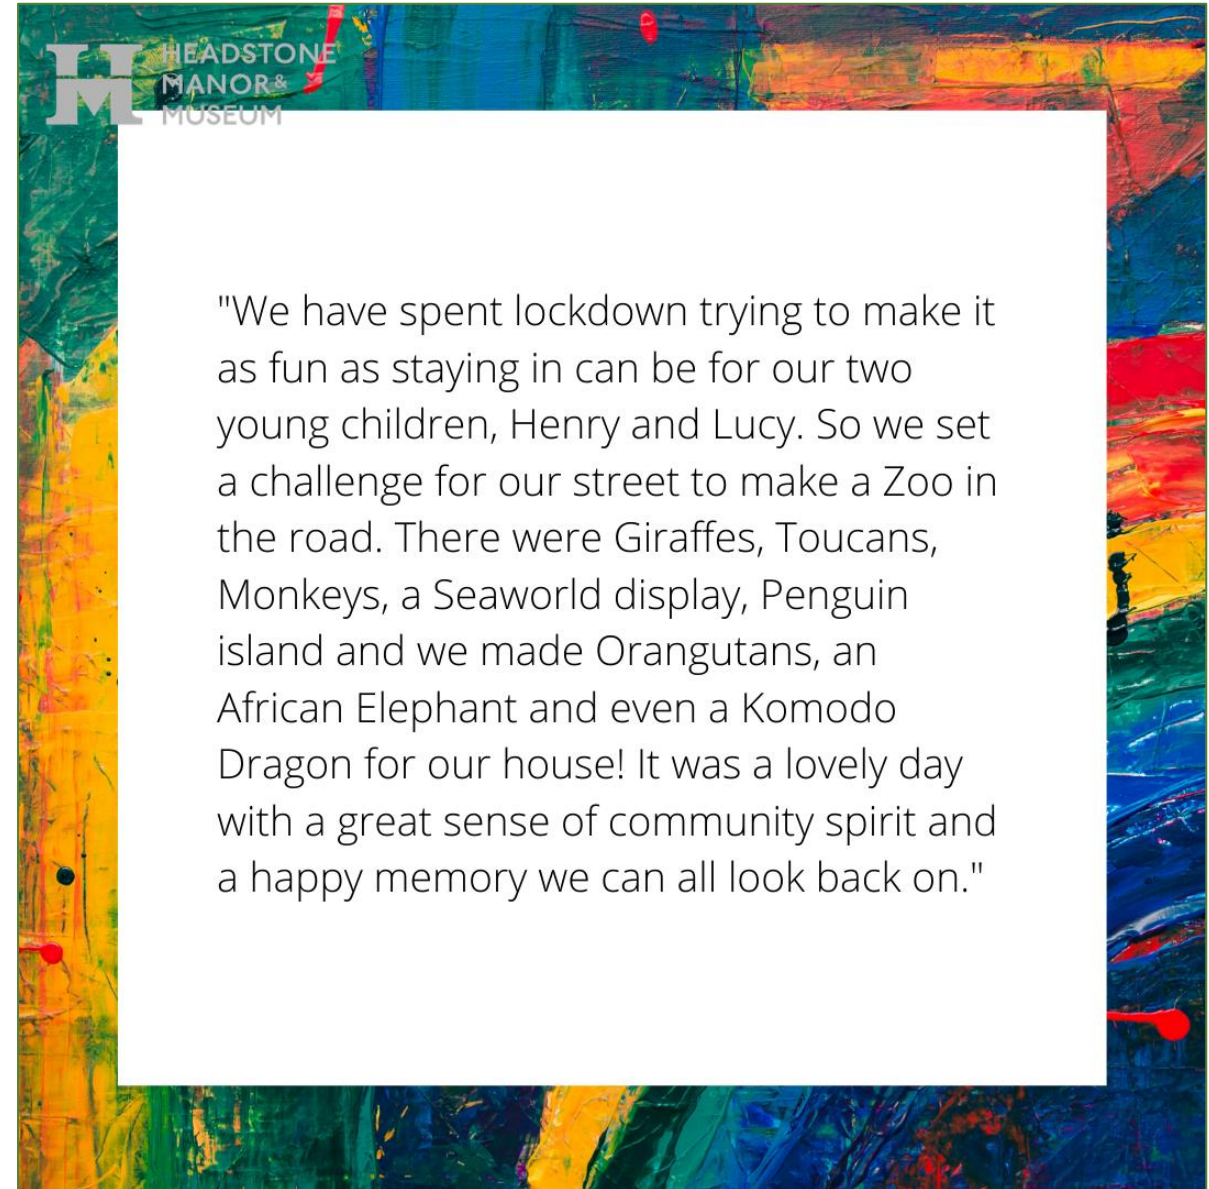 HEADSTONE
MANOR&
MUSEUM
"We have spent lockdown trying to make it
as fun as staying in can be for our two
young children, Henry and Lucy. So we set
a challenge for our street to make a Zoo in
the road. There were Giraffes, Toucans,
Monkeys, a Seaworld display, Penguin
island and we made Orangutans, an
African Elephant and even a Komodo
Dragon for our house! It was a lovely day
with a great sense of community spirit and
a happy memory we can all look back on."